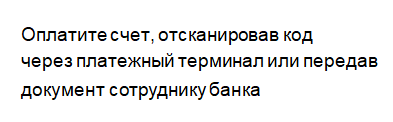 Оплатите счет, отсканировав код
через платежный терминал или передав
документ сотруднику банка